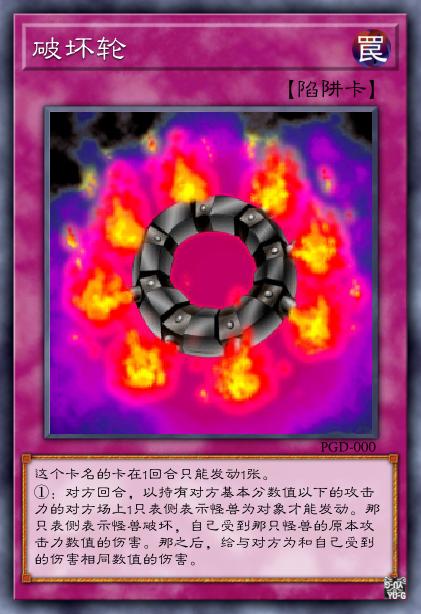 破坏轮
罠
【陷阱卡】
PGD-000
这个卡名的卡在1回合只能发动1张。
①：对方回合，以持有对方基本分数值以下的攻击
力的对方场上1只表侧表示怪兽为对象才能发动。那
只表侧表示怪兽破坏，自己受到那只怪兽的原本攻
击力数值的伤害。那之后，给与对方为和自己受到
的伤害相同数值的伤害。